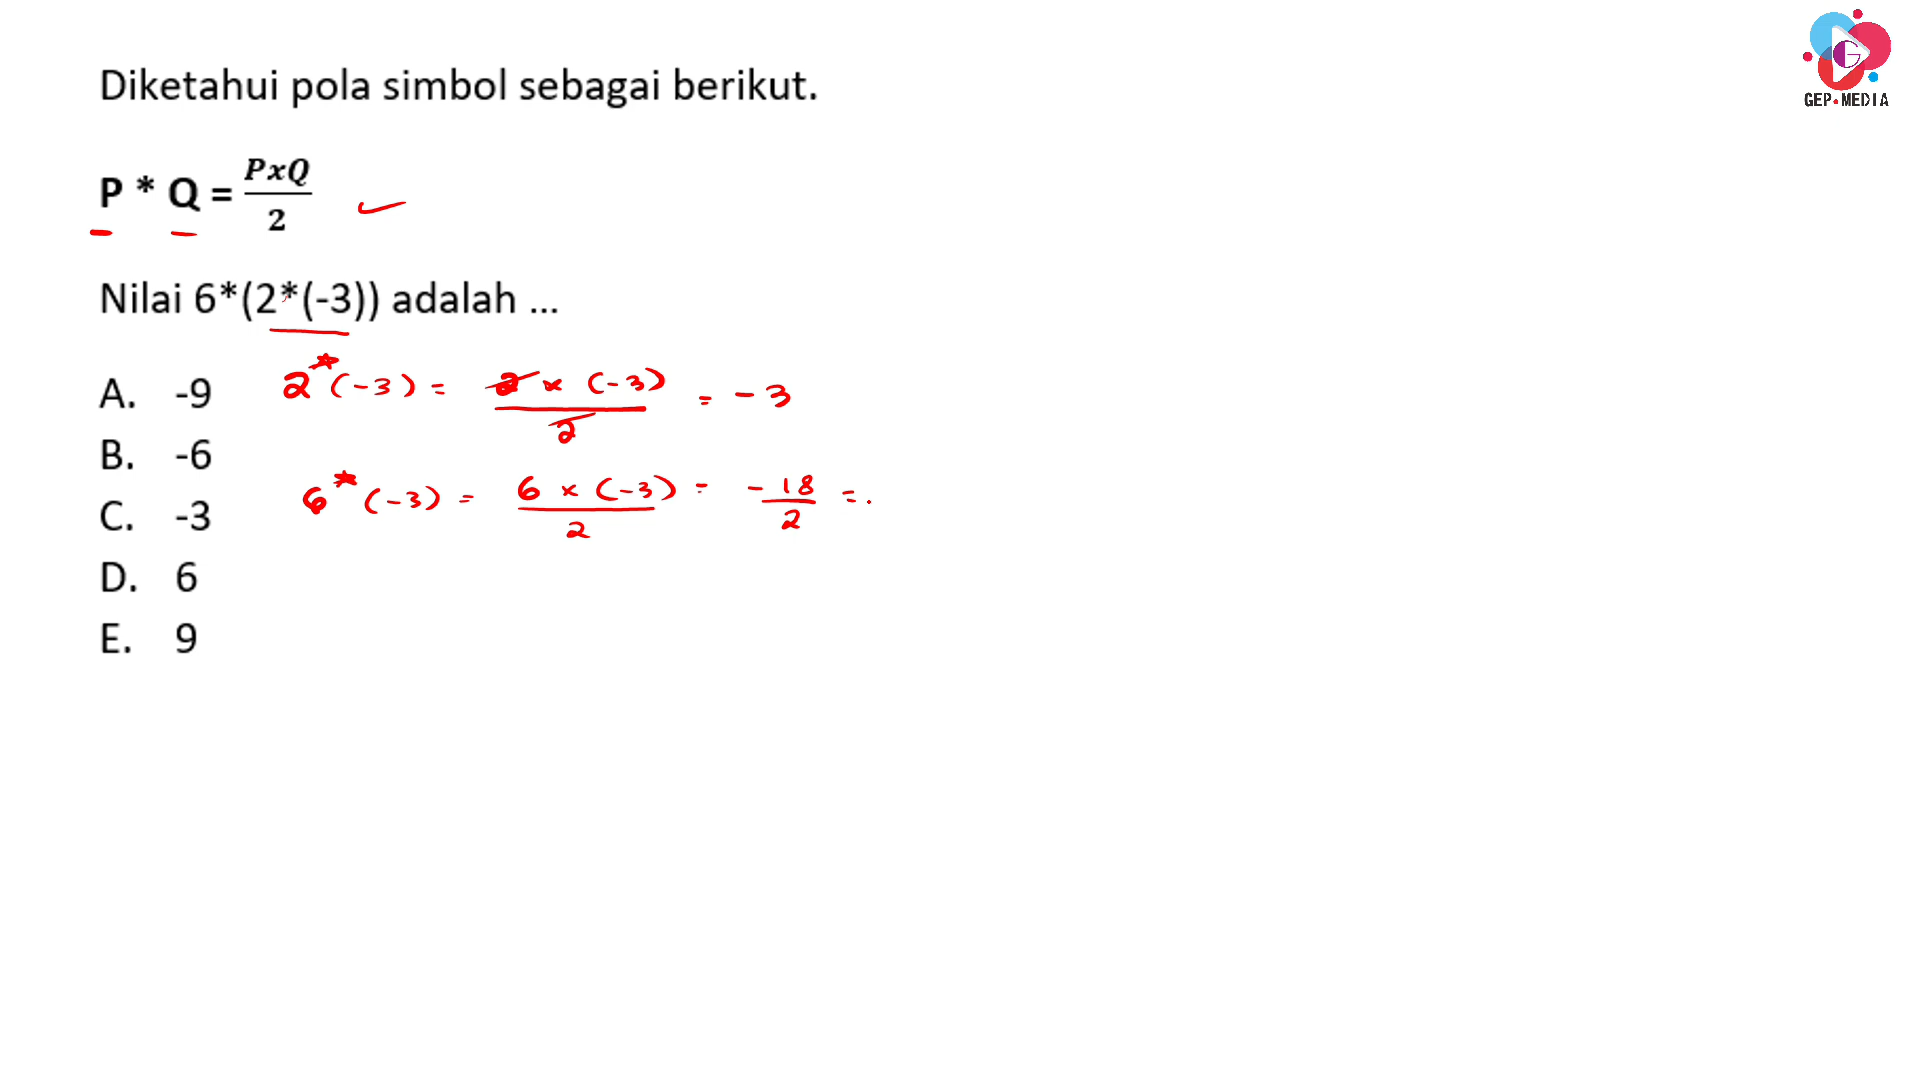 GEP•MEDIA
Diketahui pola simbol sebagai berikut.
P * Q = PxQ/2
Nilai 6*(2*(-3)) adalah ...
2*(-3) = 2 x (-3)/2 = -3
6*(-3) = 6 x (-3)/2 = -18/2 = .
A. -9
B. -6
C. -3
D. 6
E. 9